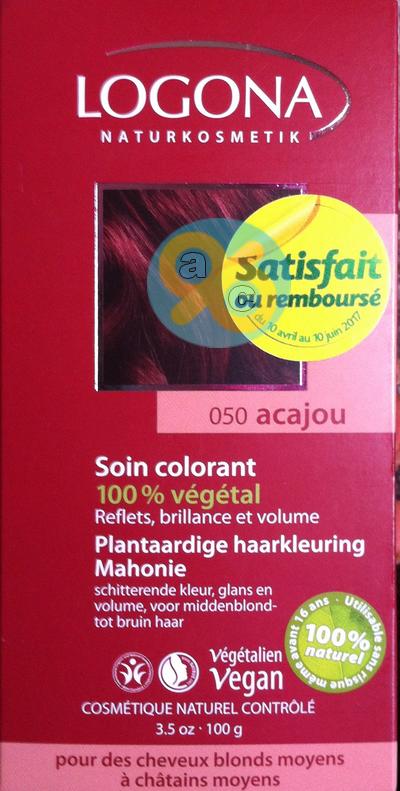 LOGONA
NATURKOSMETIK
a
Satisfait
ou remboursé
du 10 avril au 10 juin 2017
050 acajou
Soin colorant
100 % végétal
Reflets, brillance et volume
Plantaardige haarkleuring
Mahonie
schitterende kleur, glans en
volume, voor middenblond-
tot bruin haar
Utilisable sans risque même avant 16 ans
100%
naturel
Végétalien
Vegan
COSMÉTIQUE NATUREL CONTRÔLÉ
3.5 oz · 100 g
pour des cheveux blonds moyens
à châtains moyens